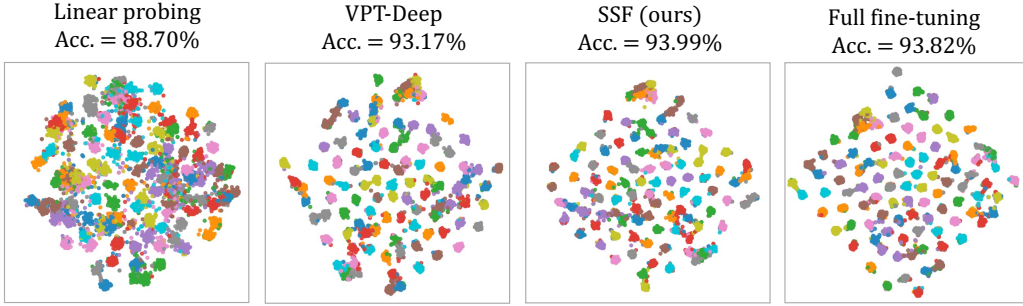 Linear probing
Acc. = 88.70%
VPT-Deep
Acc. = 93.17%
SSF (ours)
Acc. = 93.99%
Full fine-tuning
Acc. = 93.82%